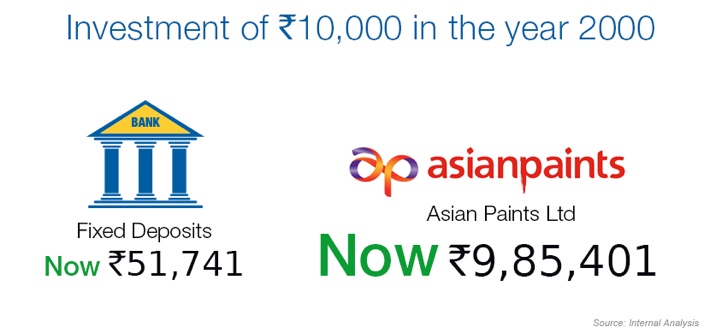 Investment of ₹10,000 in the year 2000
BANK
Fixed Deposits
Now ₹51,741
ap asianpaints
Asian Paints Ltd
Now ₹9,85,401
Source: Internal Analysis